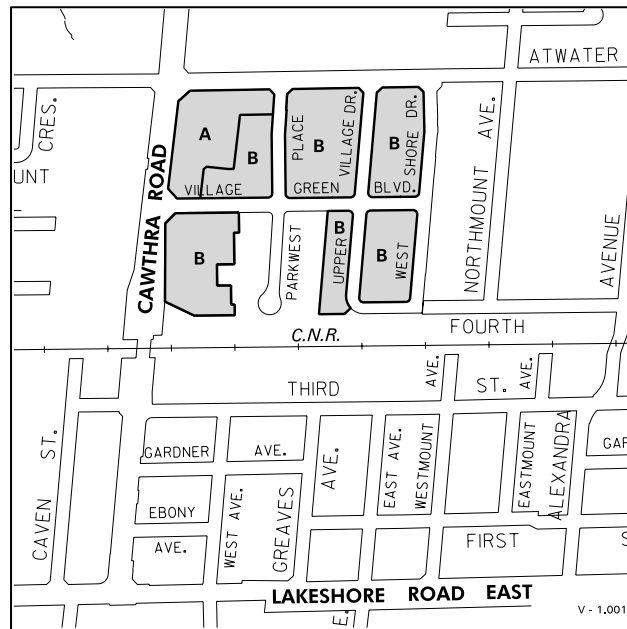 ATWATER
CRES.
UNT
CAWTHRA ROAD
A
B
PLACE
B
VILLAGE DR.
B
SHORE DR.
NORTHMOUNT AVE.
AVENUE
VILLAGE GREEN BLVD.
B
PARKWEST
B
UPPER
B
WEST
C.N.R.
FOURTH
THIRD ST.
AVE.
AVE.
CAVEN ST.
GARDNER AVE.
AVE.
EAST AVE.
WESTMOUNT
EASTMOUNT
ALEXANDRA
GAR
EBONY
AVE.
WEST AVE.
GREAVES
FIRST S
LAKESHORE ROAD EAST
E.
V - 1.001